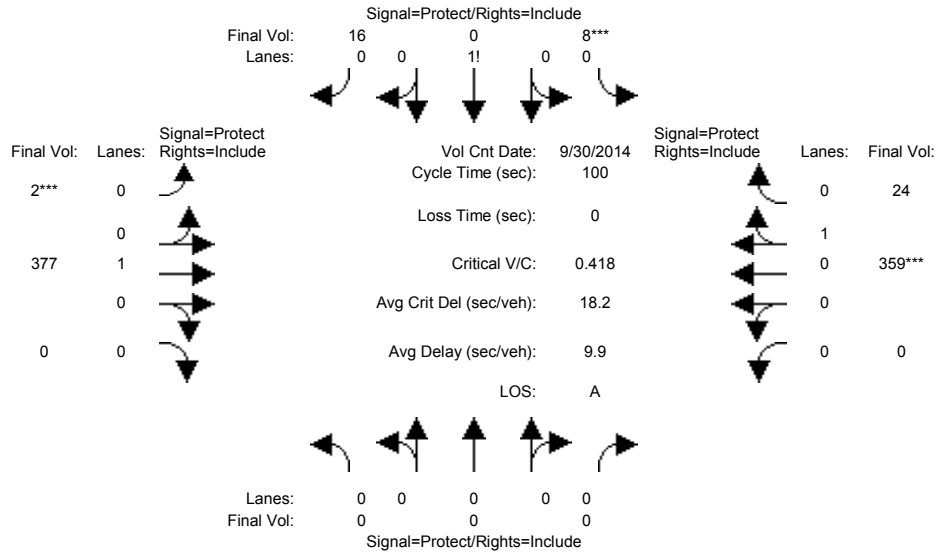 Signal=Protect/Rights=Include
Final Vol: 16 0 8***
Lanes: 0 0 1! 0 0
Signal=Protect
Final Vol: Lanes: Rights=Include
Vol Cnt Date: 9/30/2014
Signal=Protect
Rights=Include Lanes: Final Vol:
Cycle Time (sec): 100
2*** 0
0 24
Loss Time (sec): 0
0
1
377 1
Critical V/C: 0.418
0 359***
0
Avg Crit Del (sec/veh): 18.2
0
0 0
Avg Delay (sec/veh): 9.9
0 0
LOS: A
Lanes: 0 0 0 0 0
Final Vol: 0 0 0
Signal=Protect/Rights=Include